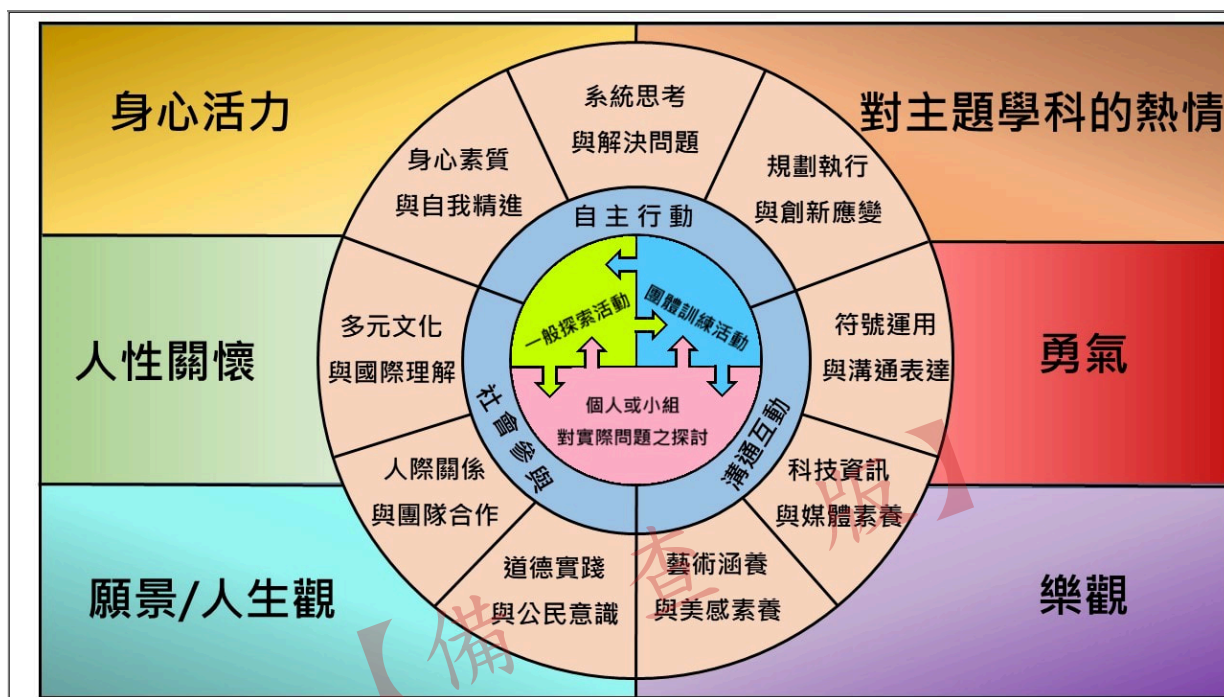 身心活力
對主題學科的熱情
人性關懷
勇氣
願景/人生觀
樂觀
系統思考
與解決問題
規劃執行
與創新應變
符號運用
與溝通表達
科技資訊
與媒體素養
藝術涵養
與美感素養
道德實踐
與公民意識
人際關係
與團隊合作
多元文化
與國際理解
身心素質
與自我精進
自主行動
溝通互動
社會參與
一般探索活動
團體訓練活動
個人或小組
對實際問題之探討
【備查版】